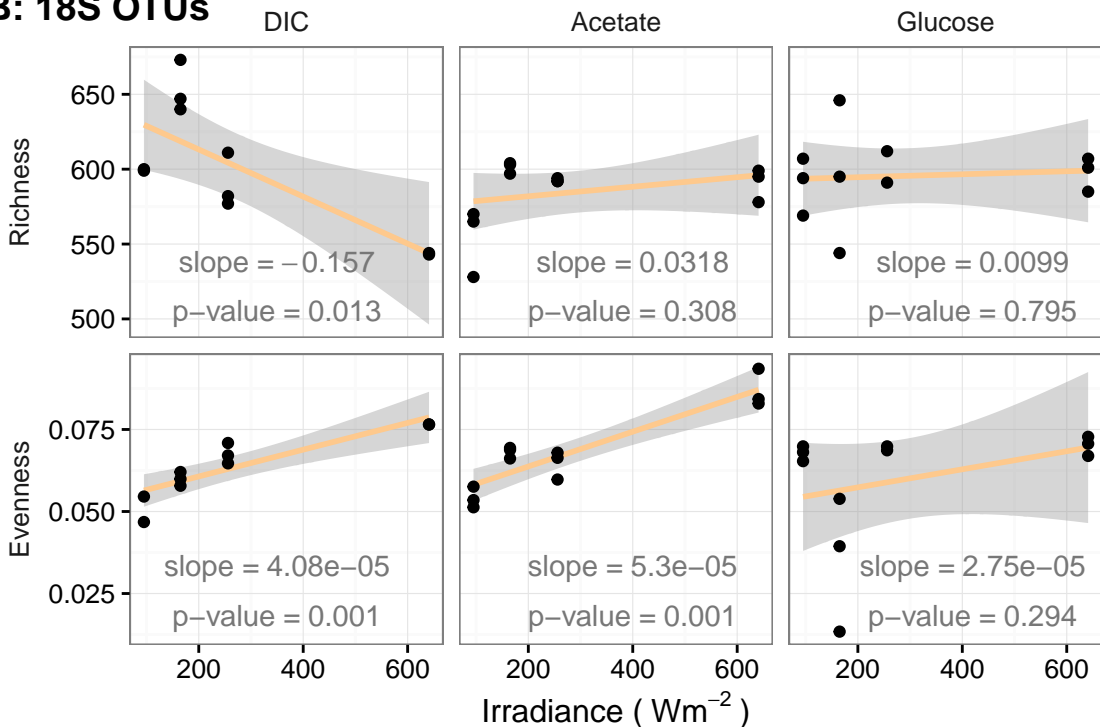 B: 18S OTUs
DIC Acetate Glucose
Richness
650
600
550
500
slope = −0.157
p−value = 0.013
slope = 0.0318
p−value = 0.308
slope = 0.0099
p−value = 0.795
Evenness
0.075
0.050
0.025
slope = 4.08e−05
p−value = 0.001
slope = 5.3e−05
p−value = 0.001
slope = 2.75e−05
p−value = 0.294
200 400 600 200 400 600 200 400 600
Irradiance ( Wm⁻² )